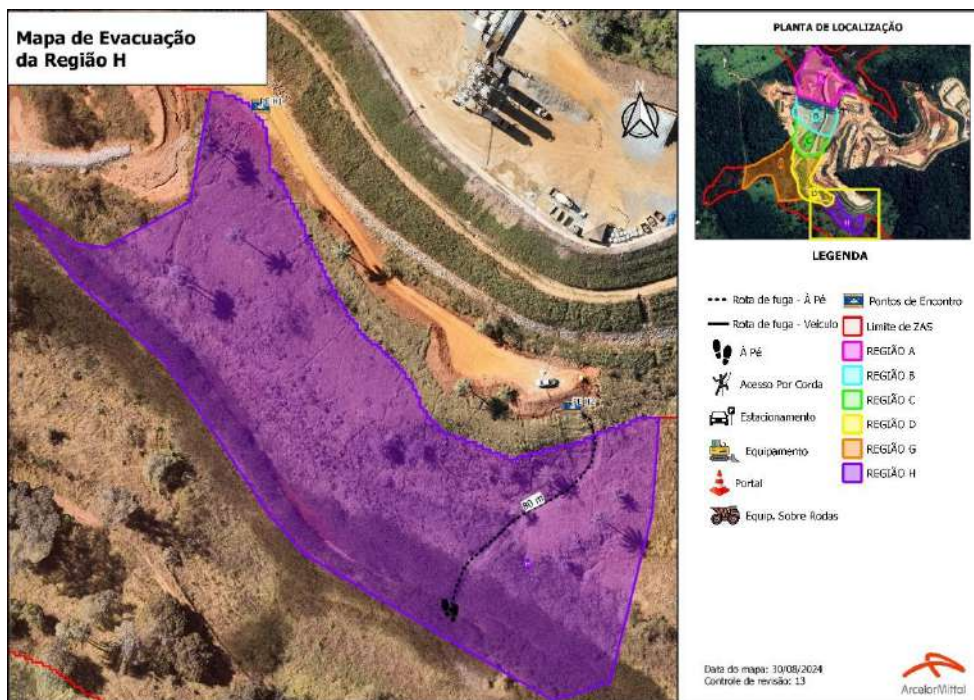 Mapa de Evacuação
da Região H
N
80 m
H
PLANTA DE LOCALIZAÇÃO
C
D
H
LEGENDA
Rota de fuga - À Pé
Rota de fuga - Veículo
À Pé
Acesso Por Corda
Estacionamento
Equipamento
Portal
Equip. Sobre Rodas
Pontos de Encontro
Limite de ZAS
REGIÃO A
REGIÃO B
REGIÃO C
REGIÃO D
REGIÃO G
REGIÃO H
Data do mapa: 30/08/2024
Controle de revisão: 13
ArcelorMittal